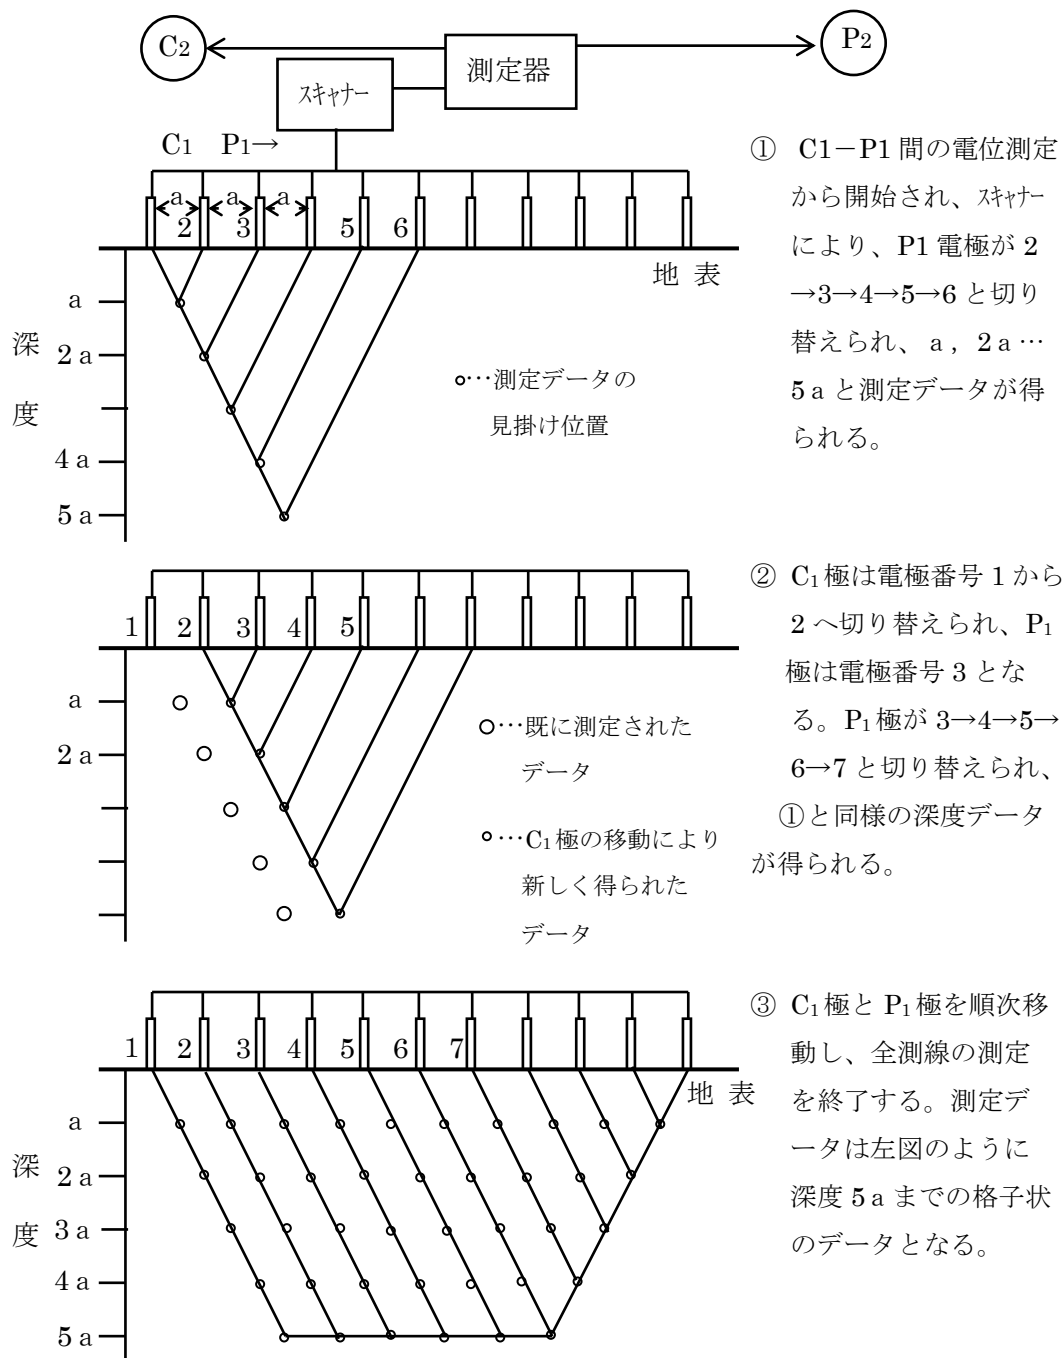 C2
測定器
P2
スキャナー
C1 P1→
a a a
2 3 5 6
地 表
a
深
2a
度
4a
5a
…測定データの
見掛け位置
① C1-P1間の電位測定
から開始され、スキャナー
により、P1電極が2
→3→4→5→6と切り
替えられ、a，2a…
5aと測定データが得
られる。
1 2 3 4 5
a
2a
…既に測定された
データ
…C1極の移動により
新しく得られた
データ
② C1極は電極番号1から
2へ切り替えられ、P1
極は電極番号3とな
る。P1極が3→4→5→
6→7と切り替えられ、
①と同様の深度データ
が得られる。
1 2 3 4 5 6 7
地 表
a
深
2a
度
3a
4a
5a
③ C1極とP1極を順次移
動し、全測線の測定
を終了する。測定デ
ータは左図のように
深度5aまでの格子状
のデータとなる。